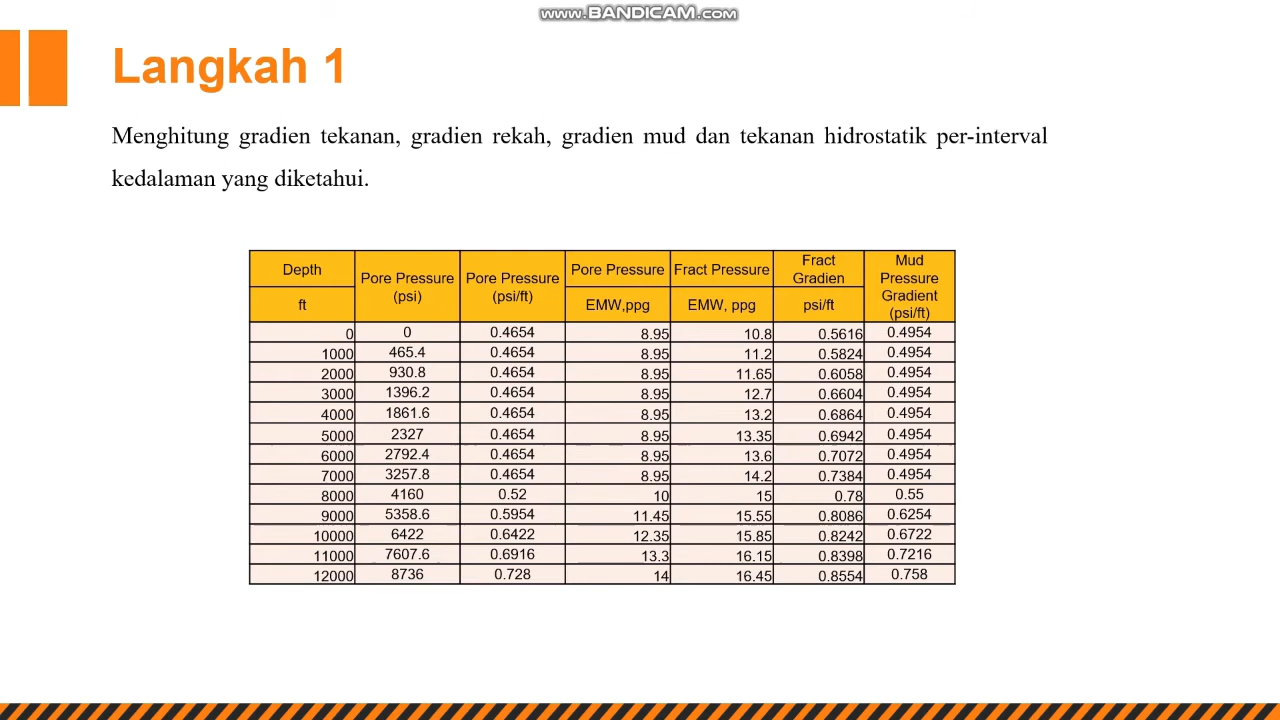 www.BANDICAM.com
Langkah 1
Menghitung gradien tekanan, gradien rekah, gradien mud dan tekanan hidrostatik per-interval
kedalaman yang diketahui.
Depth ft Pore Pressure (psi) Pore Pressure (psi/ft) Pore Pressure EMW,ppg Fract Pressure EMW, ppg Fract Gradien psi/ft Mud Pressure Gradient (psi/ft)
0 0 0.4654 8.95 10.8 0.5616 0.4954
1000 465.4 0.4654 8.95 11.2 0.5824 0.4954
2000 930.8 0.4654 8.95 11.65 0.6058 0.4954
3000 1396.2 0.4654 8.95 12.7 0.6604 0.4954
4000 1861.6 0.4654 8.95 13.2 0.6864 0.4954
5000 2327 0.4654 8.95 13.35 0.6942 0.4954
6000 2792.4 0.4654 8.95 13.6 0.7072 0.4954
7000 3257.8 0.4654 8.95 14.2 0.7384 0.4954
8000 4160 0.52 10 15 0.78 0.55
9000 5358.6 0.5954 11.45 15.55 0.8086 0.6254
10000 6422 0.6422 12.35 15.85 0.8242 0.6722
11000 7607.6 0.6916 13.3 16.15 0.8398 0.7216
12000 8736 0.728 14 16.45 0.8554 0.758